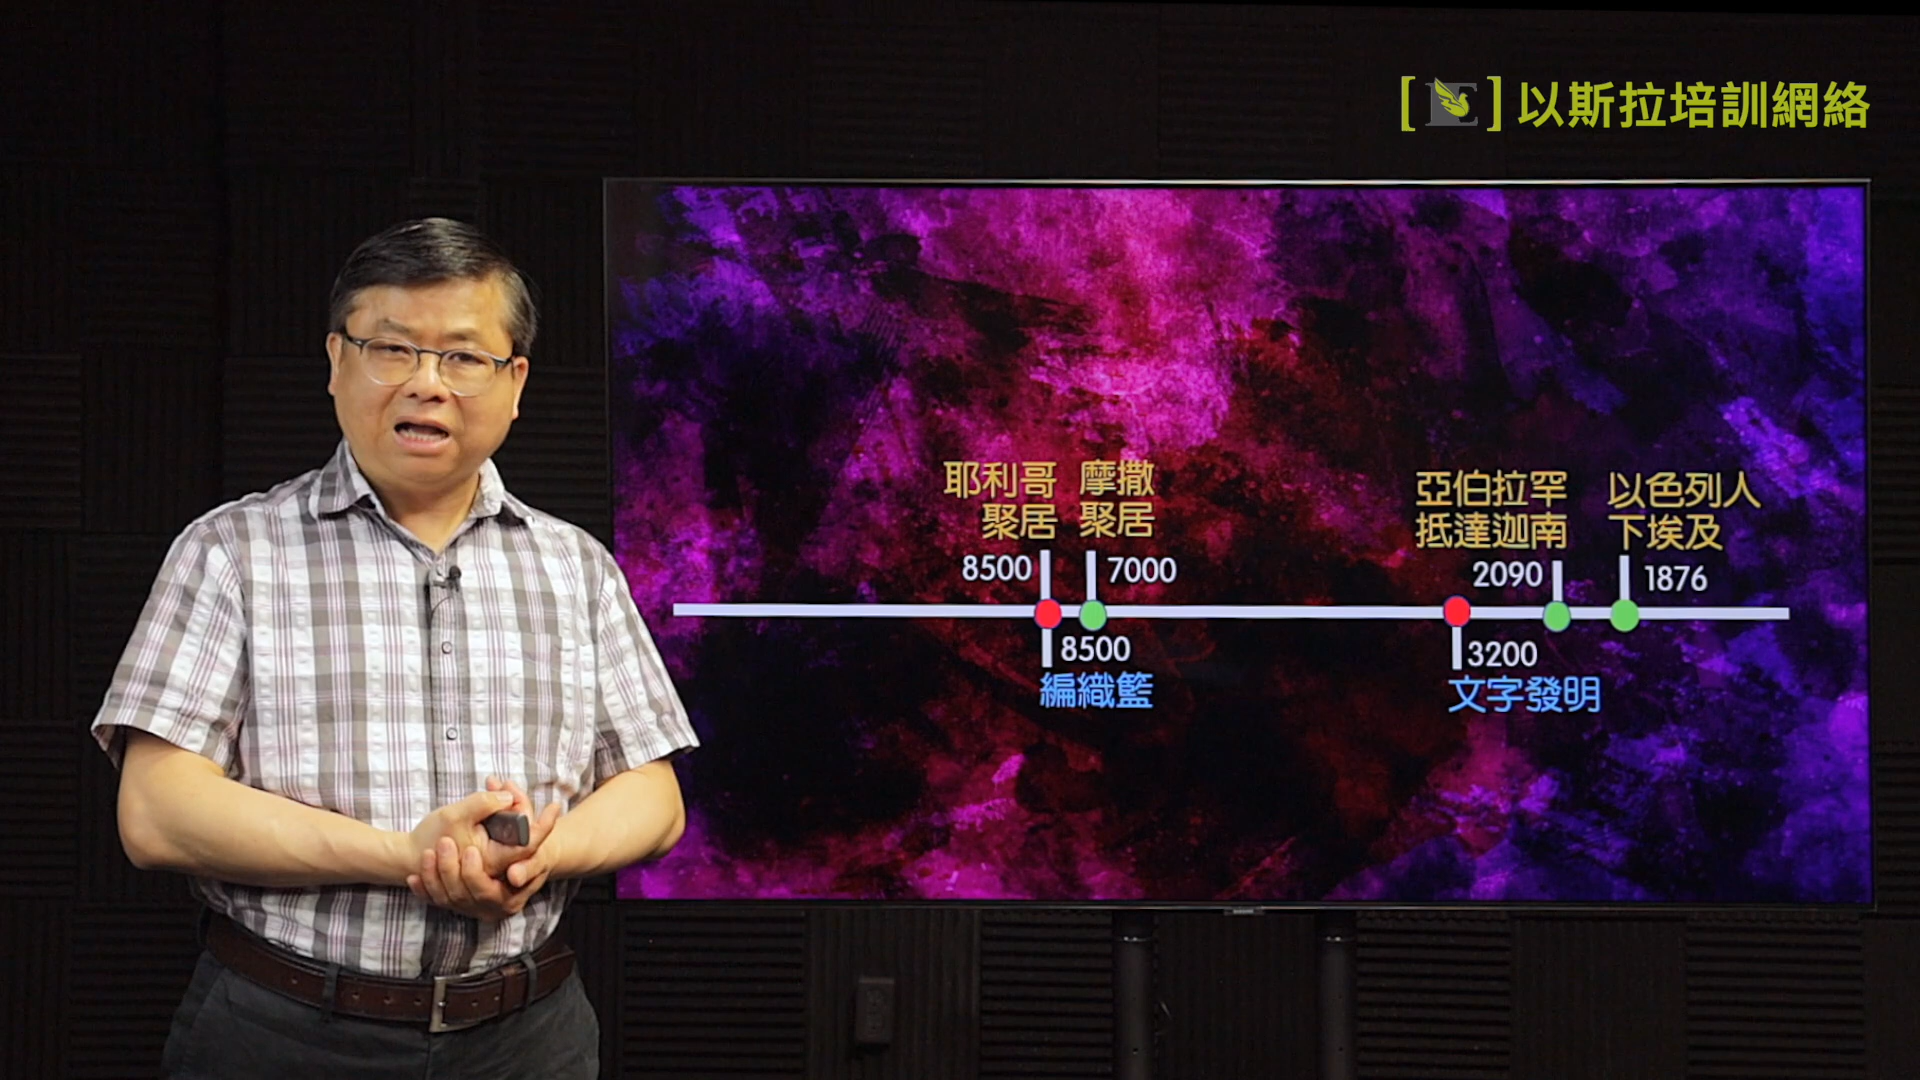 [E] 以斯拉培訓網絡
耶利哥
聚居
8500
摩撒
聚居
7000
亞伯拉罕
抵達迦南
2090
以色列人
下埃及
1876
8500
編織籃
3200
文字發明